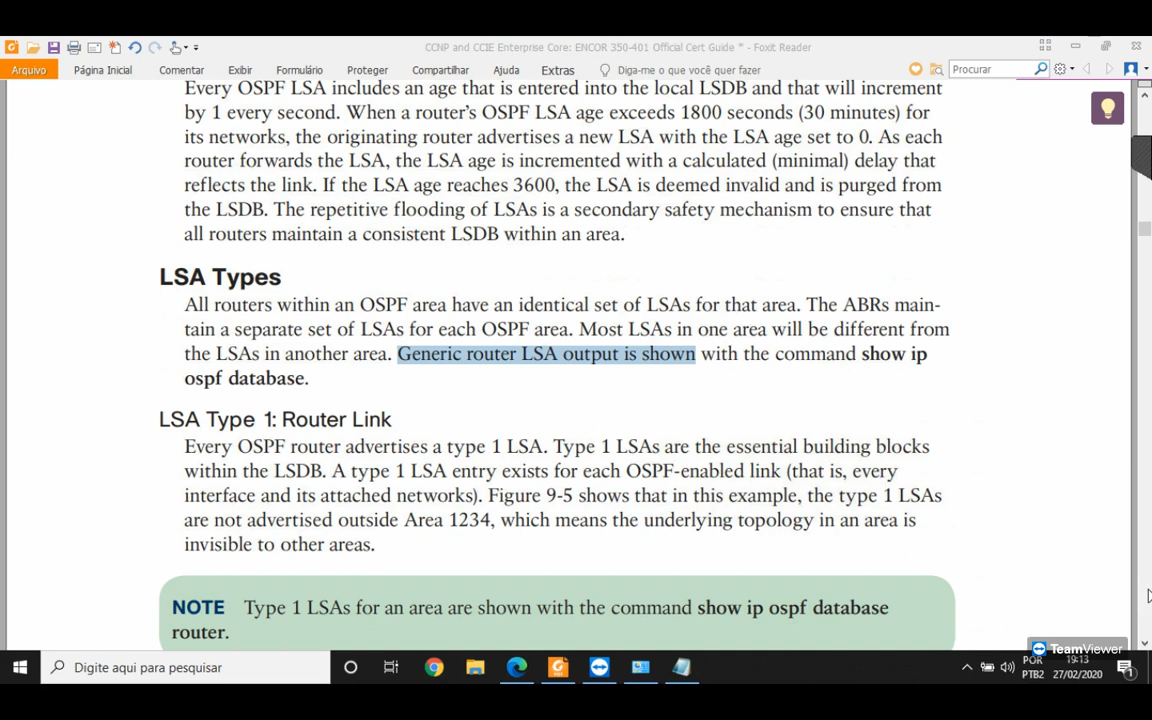 CCNP and CCIE Enterprise Core: ENCOR 350-401 Official Cert Guide * - Foxit Reader
Arquivo Página Inicial Comentar Exibir Formulário Proteger Compartilhar Ajuda Extras Diga-me o que você quer fazer Procurar
Every OSPF LSA includes an age that is entered into the local LSDB and that will increment
by 1 every second. When a router's OSPF LSA age exceeds 1800 seconds (30 minutes) for
its networks, the originating router advertises a new LSA with the LSA age set to 0. As each
router forwards the LSA, the LSA age is incremented with a calculated (minimal) delay that
reflects the link. If the LSA age reaches 3600, the LSA is deemed invalid and is purged from
the LSDB. The repetitive flooding of LSAs is a secondary safety mechanism to ensure that
all routers maintain a consistent LSDB within an area.
LSA Types
All routers within an OSPF area have an identical set of LSAs for that area. The ABRs main-
tain a separate set of LSAs for each OSPF area. Most LSAs in one area will be different from
the LSAs in another area. Generic router LSA output is shown with the command show ip
ospf database.
LSA Type 1: Router Link
Every OSPF router advertises a type 1 LSA. Type 1 LSAs are the essential building blocks
within the LSDB. A type 1 LSA entry exists for each OSPF-enabled link (that is, every
interface and its attached networks). Figure 9-5 shows that in this example, the type 1 LSAs
are not advertised outside Area 1234, which means the underlying topology in an area is
invisible to other areas.
NOTE Type 1 LSAs for an area are shown with the command show ip ospf database
router.
TeamViewer
Digite aqui para pesquisar
POR
PTB2
19:13
27/02/2020
1